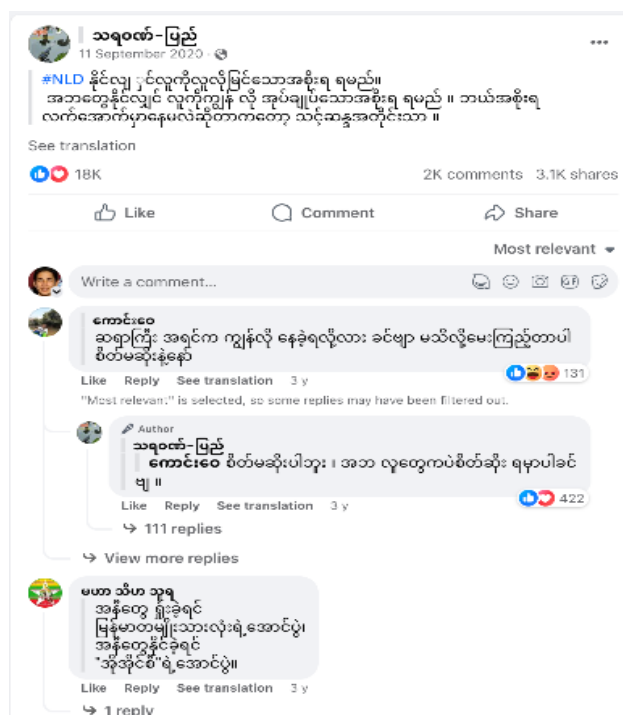 သရဝဏ်-ပြည်
11 September 2020
#NLD နိုင်လျှ ှင်လူကိုလူလိုမြင်သောအစိုးရ ရမည်။
အဘတွေနိုင်လျှင် လူကိုကျွန် လို အုပ်ချုပ်သောအစိုးရ ရမည် ။ ဘယ်အစိုးရ
လက်အောက်မှာနေမလဲဆိုတာကတော့ သင့်ဆန္ဒအတိုင်းသာ ။
See translation
18K
2K comments 3.1K shares
Like Comment Share
Most relevant
Write a comment...
GIF
ကောင်းဝေ
ဆရာကြီး အရင်က ကျွန်လို နေခဲ့ရလို့လား ခင်ဗျာ မသိလို့မေးကြည့်တာပါ
စိတ်မဆိုးနဲ့နော်
131
Like Reply See translation 3 y
"Most relevant" is selected, so some replies may have been filtered out.
Author
သရဝဏ်-ပြည်
ကောင်းဝေ စိတ်မဆိုးပါဘူး ၊ အဘ လူတွေကပဲစိတ်ဆိုး ရမှာပါခင်
ဗျ ။
422
Like Reply See translation 3 y
111 replies
View more replies
မဟာ သီဟ သူရ
အနီတွေ ရှုံးခဲ့ရင်
မြန်မာတမျိုးသားလုံးရဲ့အောင်ပွဲ၊
အနီတွေနိုင်ခဲ့ရင်
"အိုအိုင်စီ"ရဲ့အောင်ပွဲ။
Like Reply See translation 3 y
1 reply